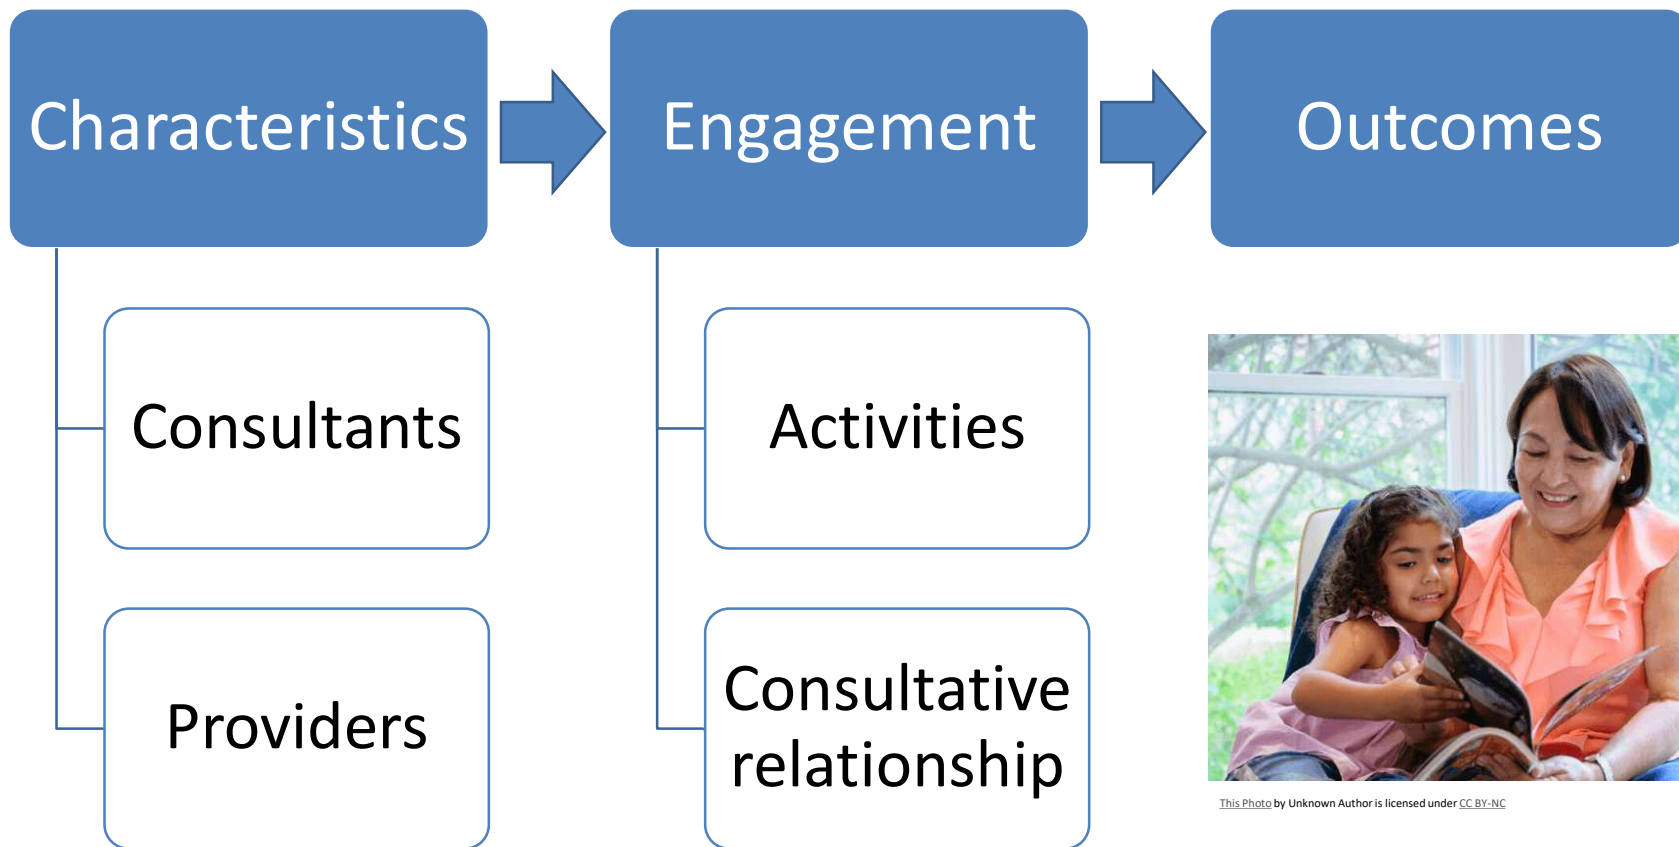 Characteristics
Engagement
Outcomes
Consultants
Activities
Providers
Consultative
relationship
This Photo by Unknown Author is licensed under CC BY-NC